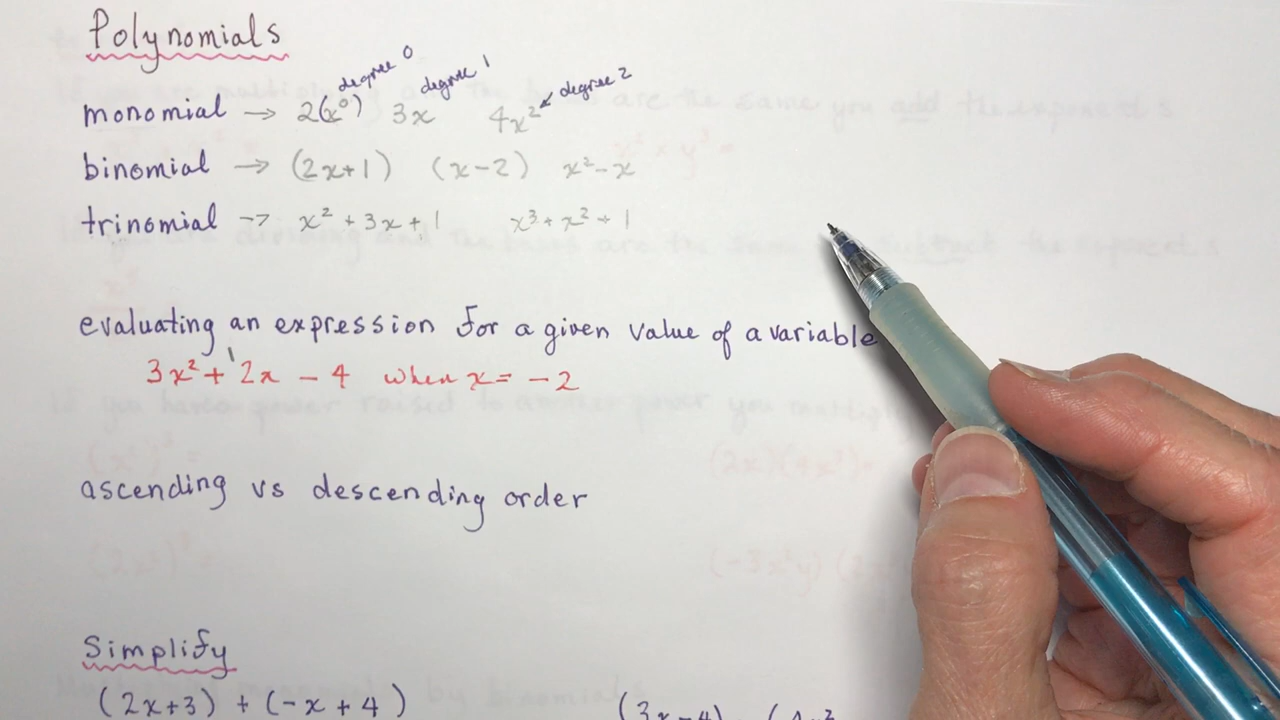 Polynomials
degree 0 degree 1 degree 2
monomial → 2(x⁰) 3x 4x²
binomial → (2x+1) (x-2) x²-x
trinomial → x² + 3x + 1 x³ + x² + 1
evaluating an expression for a given value of a variable
3x² + 2x - 4 when x = -2
ascending vs descending order
Simplify
(2x+3) + (-x + 4)